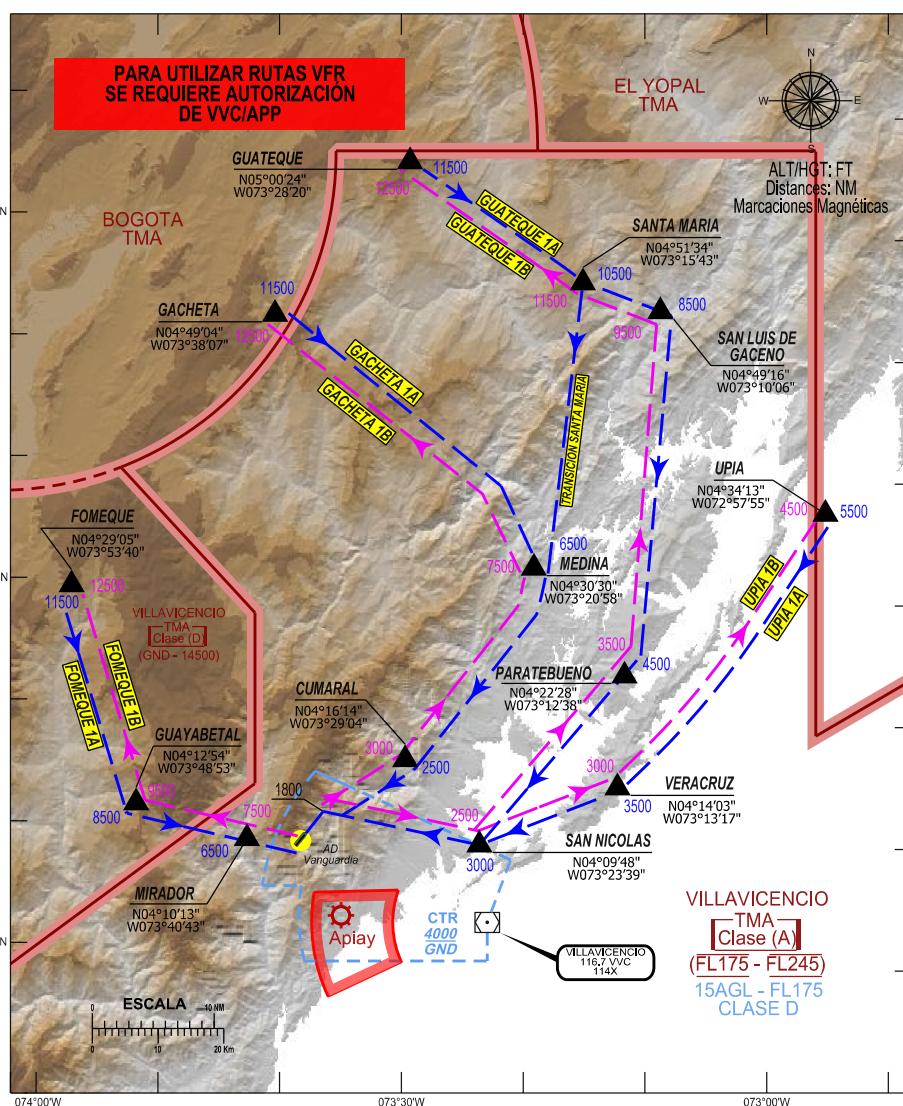 PARA UTILIZAR RUTAS VFR
SE REQUIERE AUTORIZACIÓN
DE VVC/APP
EL YOPAL
TMA
N
W
E
S
ALT/HGT: FT
Distances: NM
Marcaciones Magnéticas
GUATEQUE
N05°00'24"
W073°28'20"
11500
12500
BOGOTA
TMA
GUATEQUE 1A
GUATEQUE 1B
SANTA MARIA
N04°51'34"
W073°15'43"
10500
11500
8500
9500
SAN LUIS DE
GACENO
N04°49'16"
W073°10'06"
11500
GACHETA
N04°49'04"
W073°38'07"
12500
GACHETA 1A
GACHETA 1B
TRANSICION SANTA MARIA
UPIA
N04°34'13"
W072°57'55"
4500
5500
FOMEQUE
N04°29'05"
W073°53'40"
12500
11500
6500
7500
MEDINA
N04°30'30"
W073°20'58"
VILLAVICENCIO
TMA
Clase (D)
(GND - 14500)
UPIA 1B
UPIA 1A
FOMEQUE 1A
FOMEQUE 1B
3500
PARATEBUENO
N04°22'28"
W073°12'38"
4500
CUMARAL
N04°16'14"
W073°29'04"
GUAYABETAL
N04°12'54"
W073°48'53"
3000
2500
3000
9500
8500
1800
7500
6500
2500
3500
VERACRUZ
N04°14'03"
W073°13'17"
AD
Vanguardia
3000
SAN NICOLAS
N04°09'48"
W073°23'39"
MIRADOR
N04°10'13"
W073°40'43"
Apiay
CTR
4000
GND
VILLAVICENCIO
116.7 VVC
114X
VILLAVICENCIO
TMA
Clase (A)
(FL175 - FL245)
15AGL - FL175
CLASE D
ESCALA
0
10 NM
0
10
20 Km
074°00'W
073°30'W
073°00'W